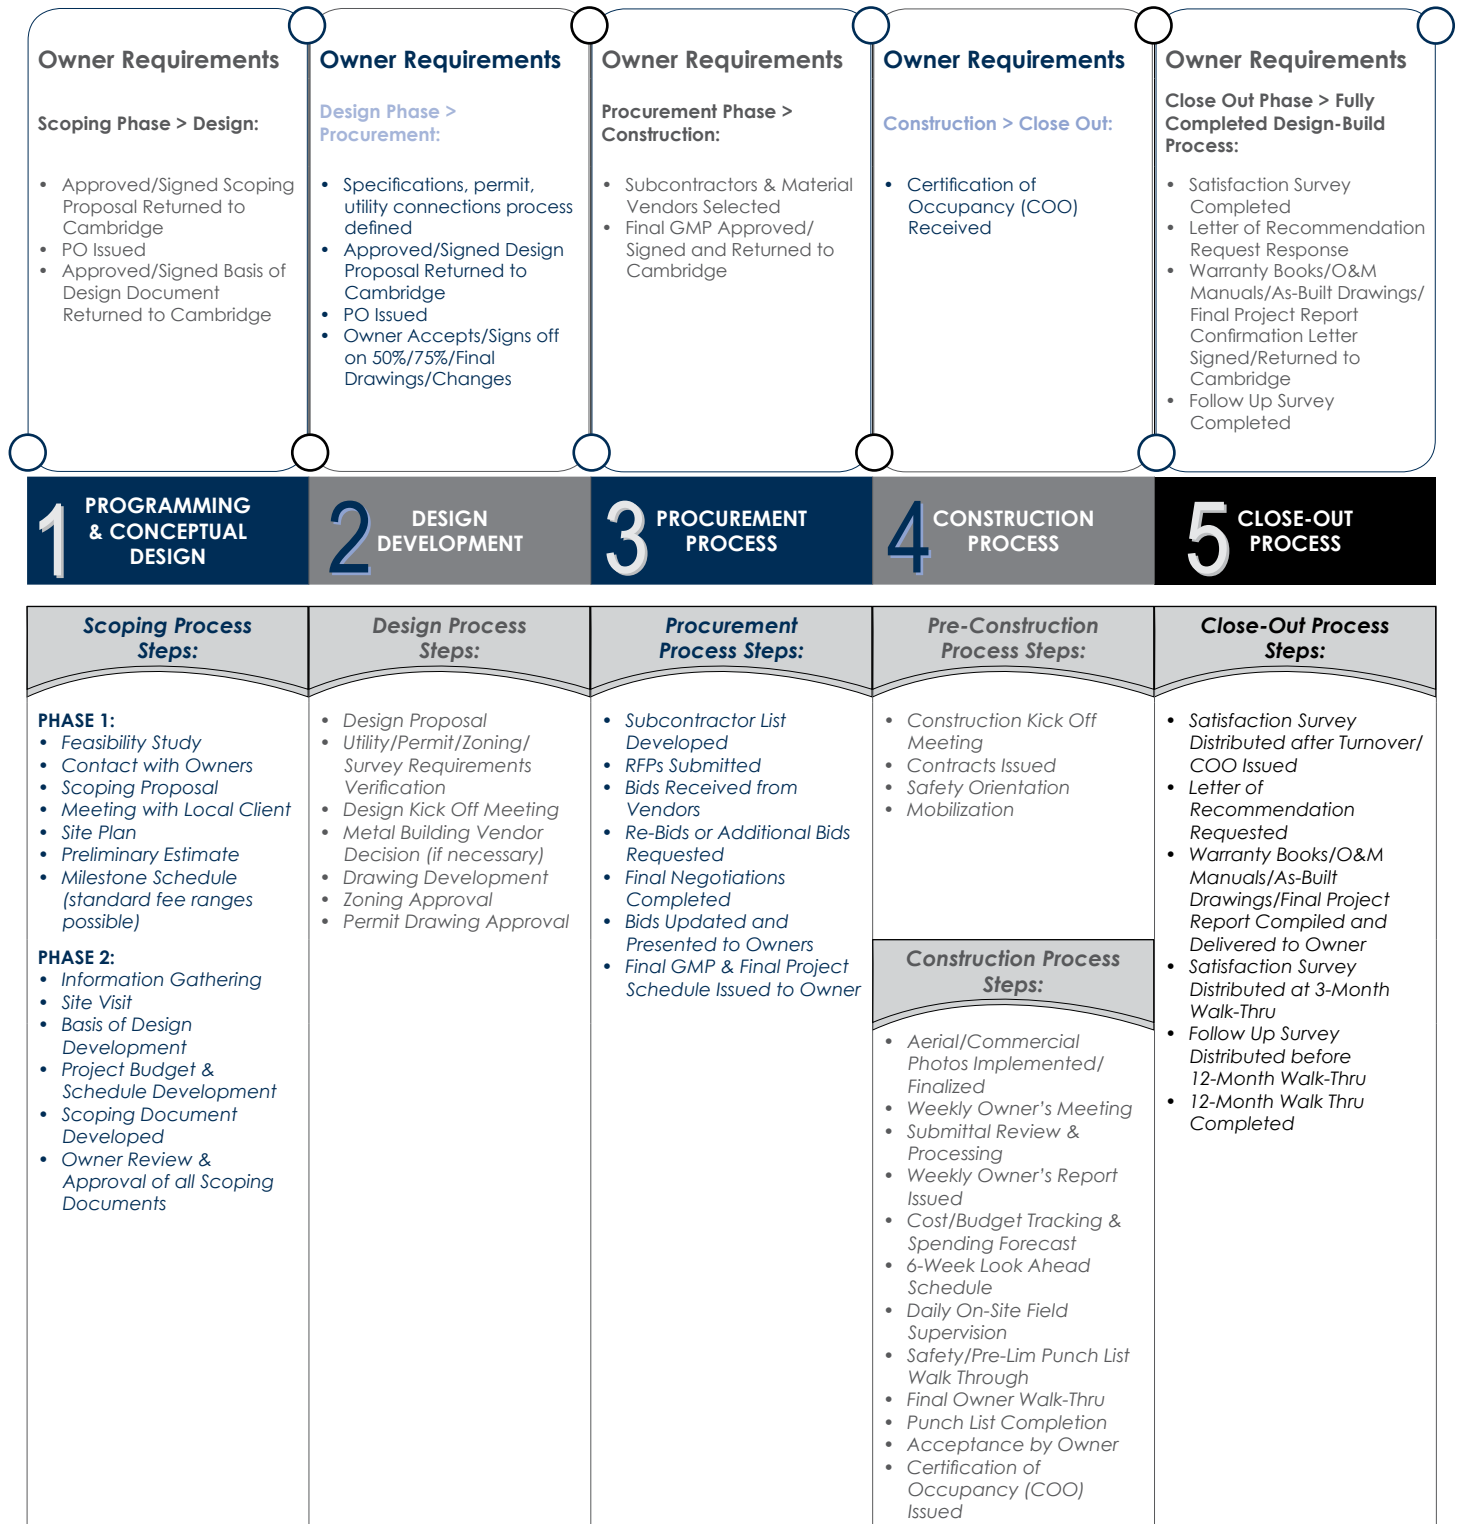 Owner Requirements
Scoping Phase > Design:
• Approved/Signed Scoping
Proposal Returned to
Cambridge
• PO Issued
• Approved/Signed Basis of
Design Document
Returned to Cambridge
Owner Requirements
Design Phase >
Procurement:
• Specifications, permit,
utility connections process
defined
• Approved/Signed Design
Proposal Returned to
Cambridge
• PO Issued
• Owner Accepts/Signs off
on 50%/75%/Final
Drawings/Changes
Owner Requirements
Procurement Phase >
Construction:
• Subcontractors & Material
Vendors Selected
• Final GMP Approved/
Signed and Returned to
Cambridge
Owner Requirements
Construction > Close Out:
• Certification of
Occupancy (COO)
Received
Owner Requirements
Close Out Phase > Fully
Completed Design-Build
Process:
• Satisfaction Survey
Completed
• Letter of Recommendation
Request Response
• Warranty Books/O&M
Manuals/As-Built Drawings/
Final Project Report
Confirmation Letter
Signed/Returned to
Cambridge
• Follow Up Survey
Completed
1 PROGRAMMING
& CONCEPTUAL
DESIGN
2 DESIGN
DEVELOPMENT
3 PROCUREMENT
PROCESS
4 CONSTRUCTION
PROCESS
5 CLOSE-OUT
PROCESS
Scoping Process
Steps:
PHASE 1:
• Feasibility Study
• Contact with Owners
• Scoping Proposal
• Meeting with Local Client
• Site Plan
• Preliminary Estimate
• Milestone Schedule
(standard fee ranges
possible)
PHASE 2:
• Information Gathering
• Site Visit
• Basis of Design
Development
• Project Budget &
Schedule Development
• Scoping Document
Developed
• Owner Review &
Approval of all Scoping
Documents
Design Process
Steps:
• Design Proposal
• Utility/Permit/Zoning/
Survey Requirements
Verification
• Design Kick Off Meeting
• Metal Building Vendor
Decision (if necessary)
• Drawing Development
• Zoning Approval
• Permit Drawing Approval
Procurement
Process Steps:
• Subcontractor List
Developed
• RFPs Submitted
• Bids Received from
Vendors
• Re-Bids or Additional Bids
Requested
• Final Negotiations
Completed
• Bids Updated and
Presented to Owners
• Final GMP & Final Project
Schedule Issued to Owner
Pre-Construction
Process Steps:
• Construction Kick Off
Meeting
• Contracts Issued
• Safety Orientation
• Mobilization
Construction Process
Steps:
• Aerial/Commercial
Photos Implemented/
Finalized
• Weekly Owner's Meeting
• Submittal Review &
Processing
• Weekly Owner's Report
Issued
• Cost/Budget Tracking &
Spending Forecast
• 6-Week Look Ahead
Schedule
• Daily On-Site Field
Supervision
• Safety/Pre-Lim Punch List
Walk Through
• Final Owner Walk-Thru
• Punch List Completion
• Acceptance by Owner
• Certification of
Occupancy (COO)
Issued
Close-Out Process
Steps:
• Satisfaction Survey
Distributed after Turnover/
COO Issued
• Letter of
Recommendation
Requested
• Warranty Books/O&M
Manuals/As-Built
Drawings/Final Project
Report Compiled and
Delivered to Owner
• Satisfaction Survey
Distributed at 3-Month
Walk-Thru
• Follow Up Survey
Distributed before
12-Month Walk-Thru
• 12-Month Walk Thru
Completed